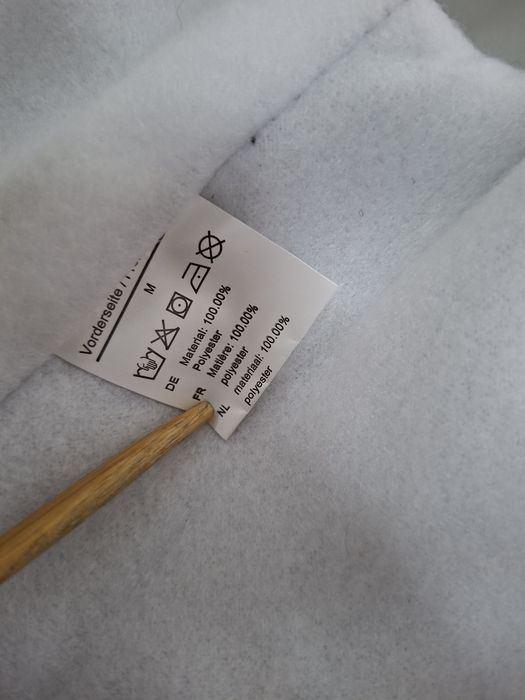 Vorderseite /
M
DE Material: 100.00%
Polyester
FR Matière: 100.00%
polyester
NL materiaal: 100.00%
polyester